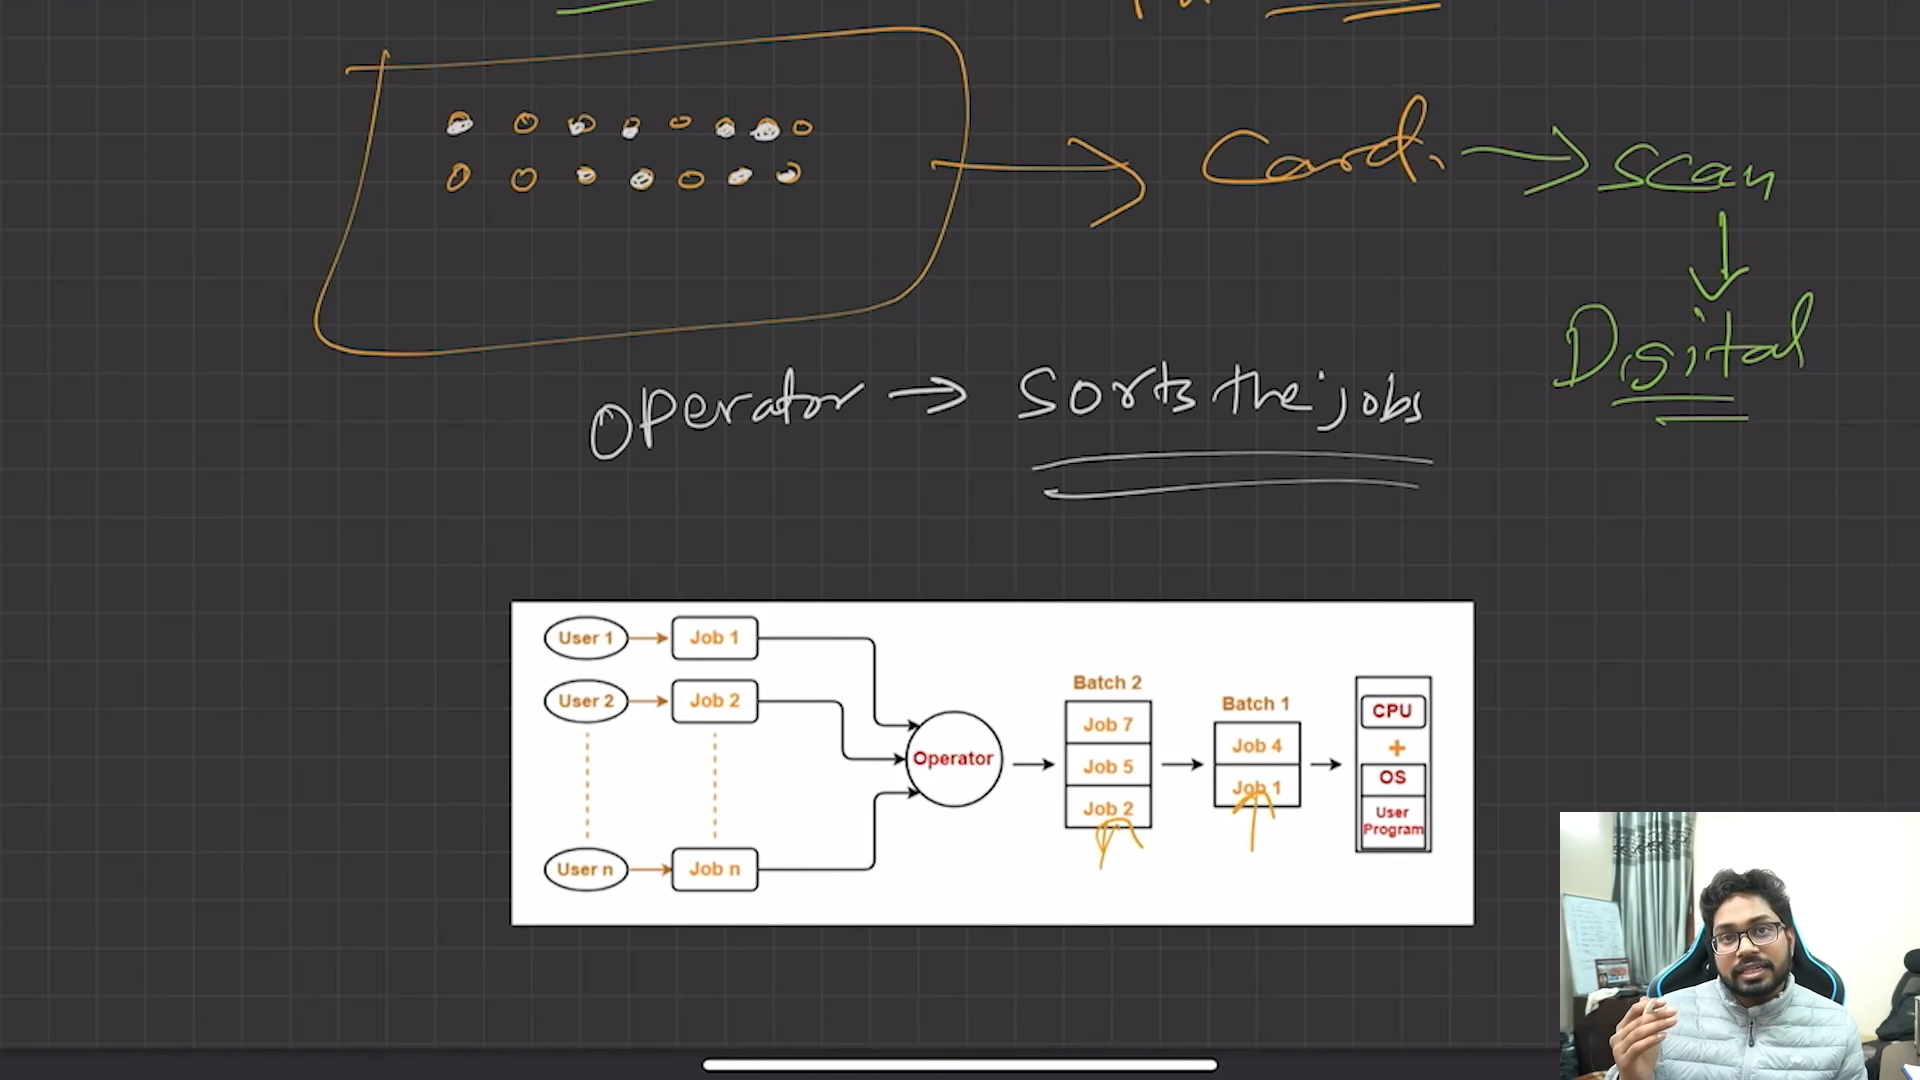 Card.
scan
Digital
Operator → Sorts the jobs
User 1
Job 1
User 2
Job 2
User n
Job n
Operator
Batch 2
Job 7
Job 5
Job 2
Batch 1
Job 4
Job 1
CPU
+
OS
User
Program